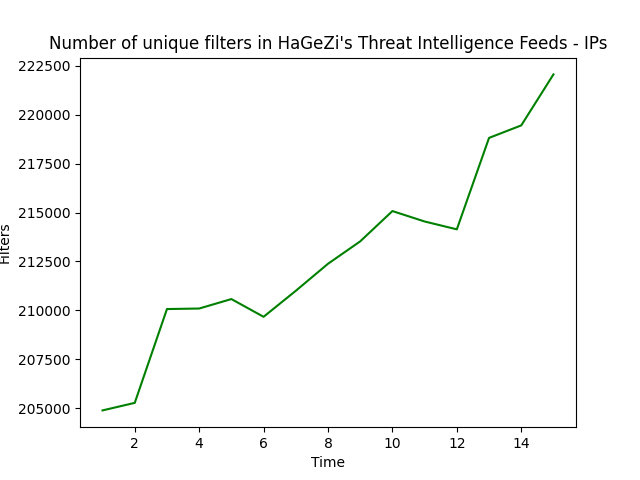 Number of unique filters in HaGeZi's Threat Intelligence Feeds - IPs
222500
220000
217500
215000
212500
210000
207500
205000
Filters
2 4 6 8 10 12 14
Time